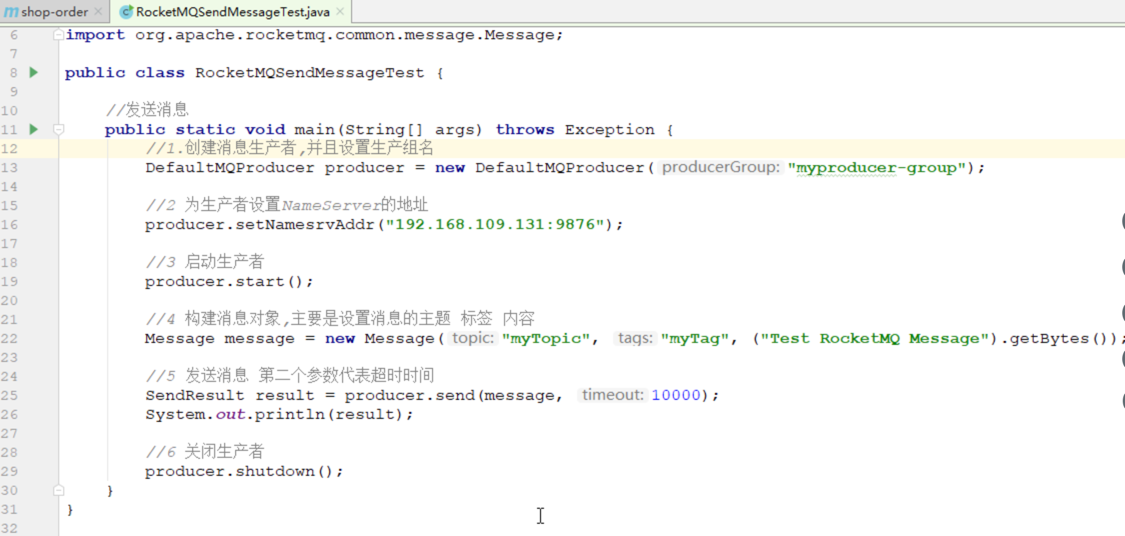 shop-order
RocketMQSendMessageTest.java
6 import org.apache.rocketmq.common.message.Message;
7
8 public class RocketMQSendMessageTest {
9
10 //发送消息
11 public static void main(String[] args) throws Exception {
12 //1.创建消息生产者,并且设置生产组名
13 DefaultMQProducer producer = new DefaultMQProducer( producerGroup: "myproducer-group");
14
15 //2 为生产者设置NameServer的地址
16 producer.setNamesrvAddr("192.168.109.131:9876");
17
18 //3 启动生产者
19 producer.start();
20
21 //4 构建消息对象,主要是设置消息的主题 标签 内容
22 Message message = new Message( topic: "myTopic", tags: "myTag", ("Test RocketMQ Message").getBytes());
23
24 //5 发送消息 第二个参数代表超时时间
25 SendResult result = producer.send(message, timeout: 10000);
26 System.out.println(result);
27
28 //6 关闭生产者
29 producer.shutdown();
30 }
31 }
32